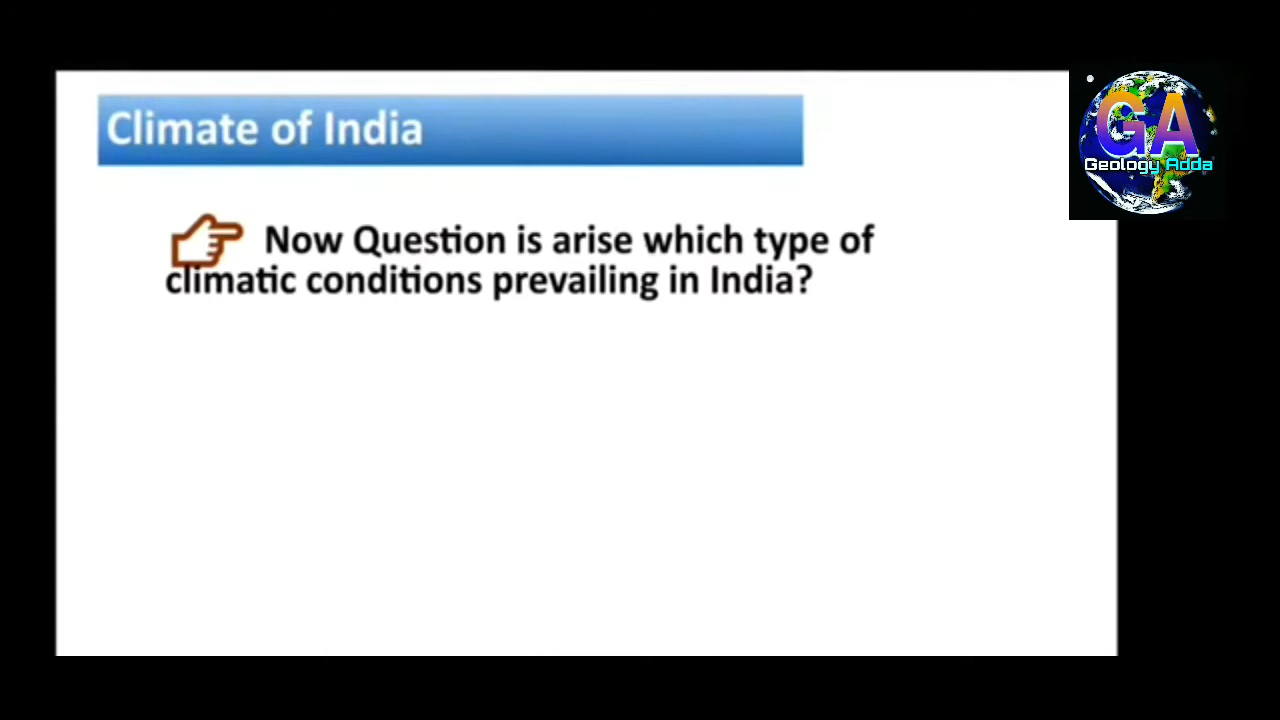 Climate of India
GA
Geology Adda
Now Question is arise which type of
climatic conditions prevailing in India?